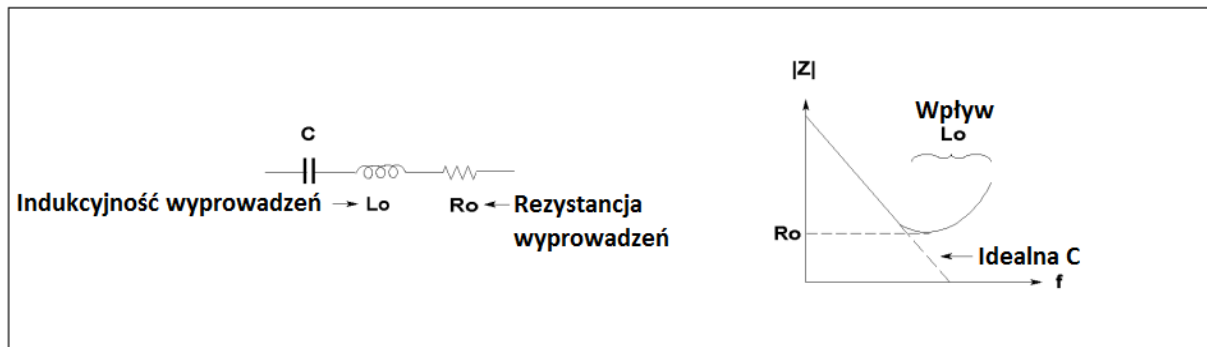 C
Indukcyjność wyprowadzeń
Lo
Ro
Rezystancja
wyprowadzeń
|Z|
Wpływ
Lo
Ro
Idealna C
f